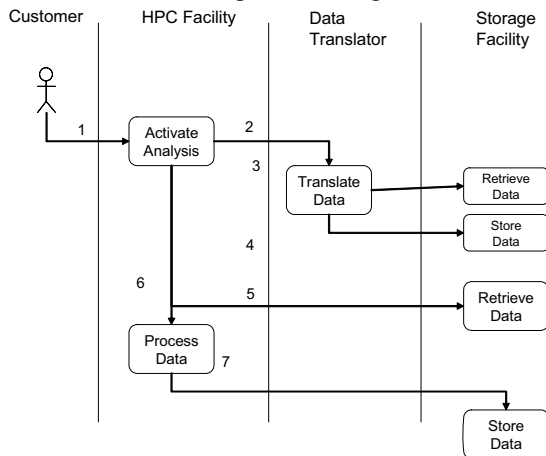 Customer
HPC Facility
Data
Translator
Storage
Facility
1
Activate
Analysis
2
3
Translate
Data
Retrieve
Data
Store
Data
4
6
5
Retrieve
Data
Process
Data
7
Store
Data